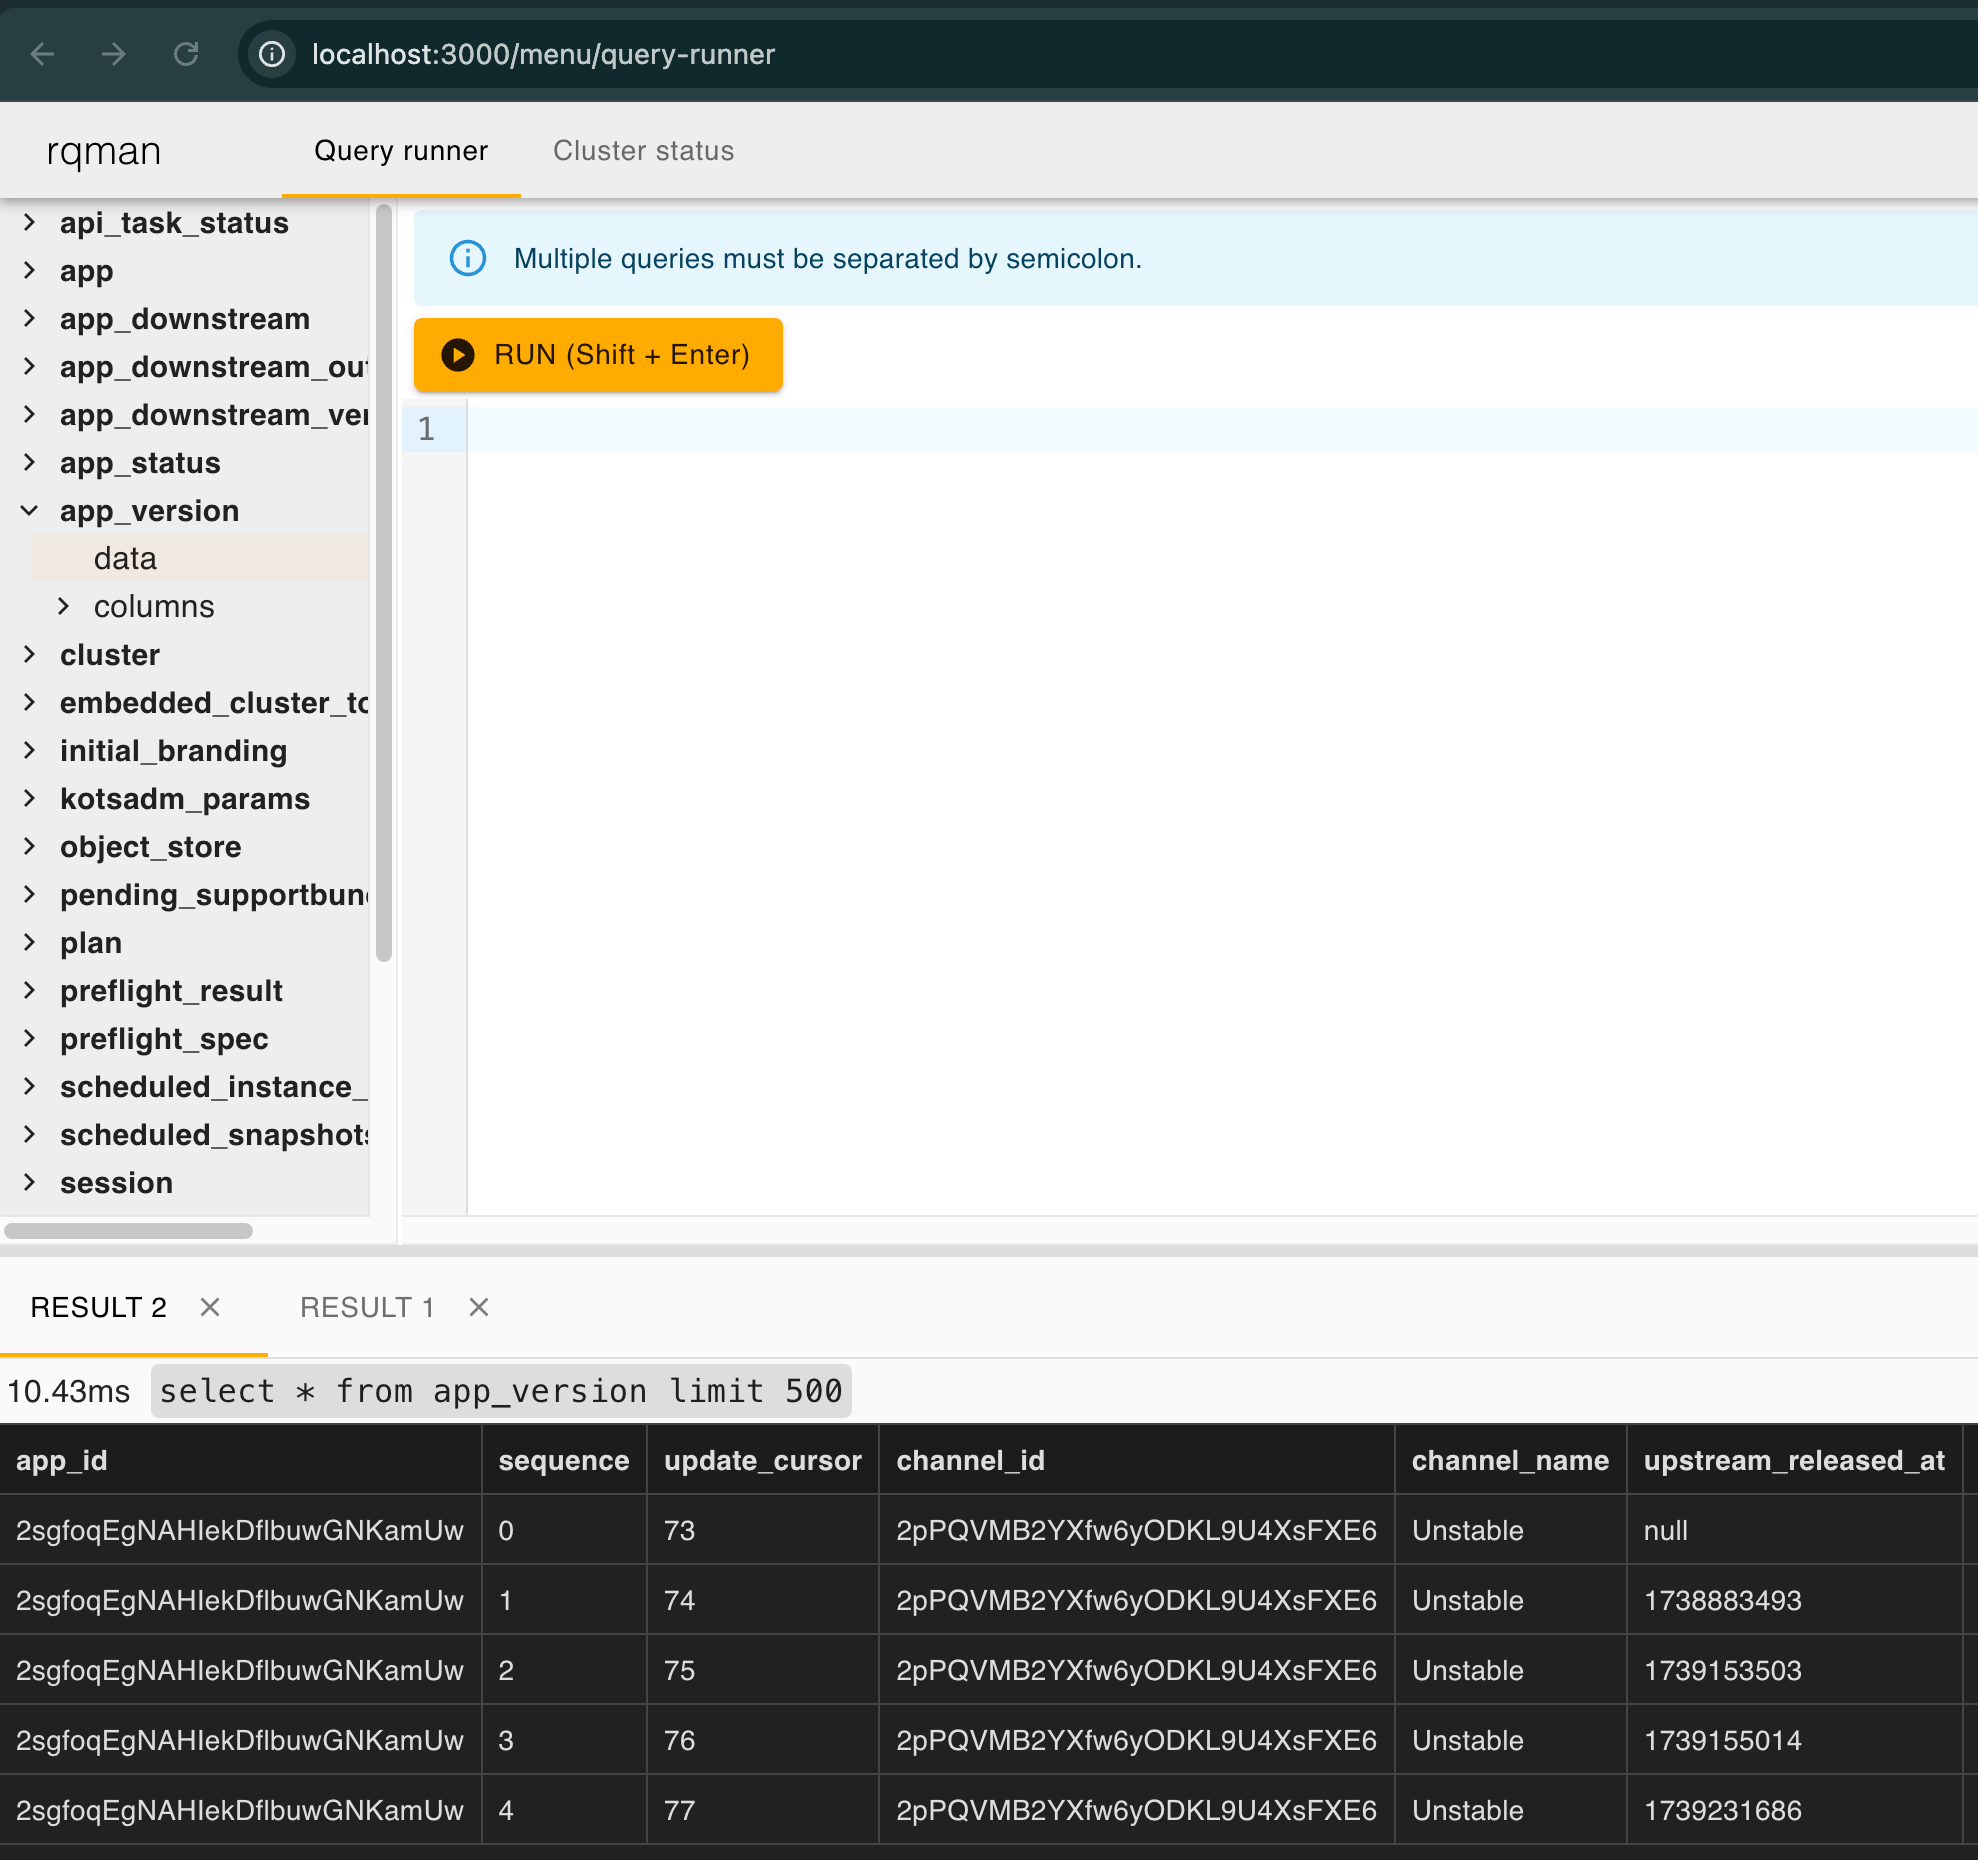 localhost:3000/menu/query-runner
rqman
Query runner
Cluster status
api_task_status
app
app_downstream
app_downstream_ou
app_downstream_ver
app_status
app_version
data
columns
cluster
embedded_cluster_to
initial_branding
kotsadm_params
object_store
pending_supportbun
plan
preflight_result
preflight_spec
scheduled_instance_
scheduled_snapshots
session
Multiple queries must be separated by semicolon.
RUN (Shift + Enter)
1
RESULT 2
RESULT 1
10.43ms select * from app_version limit 500
app_id sequence update_cursor channel_id channel_name upstream_released_at
2sgfoqEgNAHIekDflbuwGNKamUw 0 73 2pPQVMB2YXfw6yODKL9U4XsFXE6 Unstable null
2sgfoqEgNAHIekDflbuwGNKamUw 1 74 2pPQVMB2YXfw6yODKL9U4XsFXE6 Unstable 1738883493
2sgfoqEgNAHIekDflbuwGNKamUw 2 75 2pPQVMB2YXfw6yODKL9U4XsFXE6 Unstable 1739153503
2sgfoqEgNAHIekDflbuwGNKamUw 3 76 2pPQVMB2YXfw6yODKL9U4XsFXE6 Unstable 1739155014
2sgfoqEgNAHIekDflbuwGNKamUw 4 77 2pPQVMB2YXfw6yODKL9U4XsFXE6 Unstable 1739231686